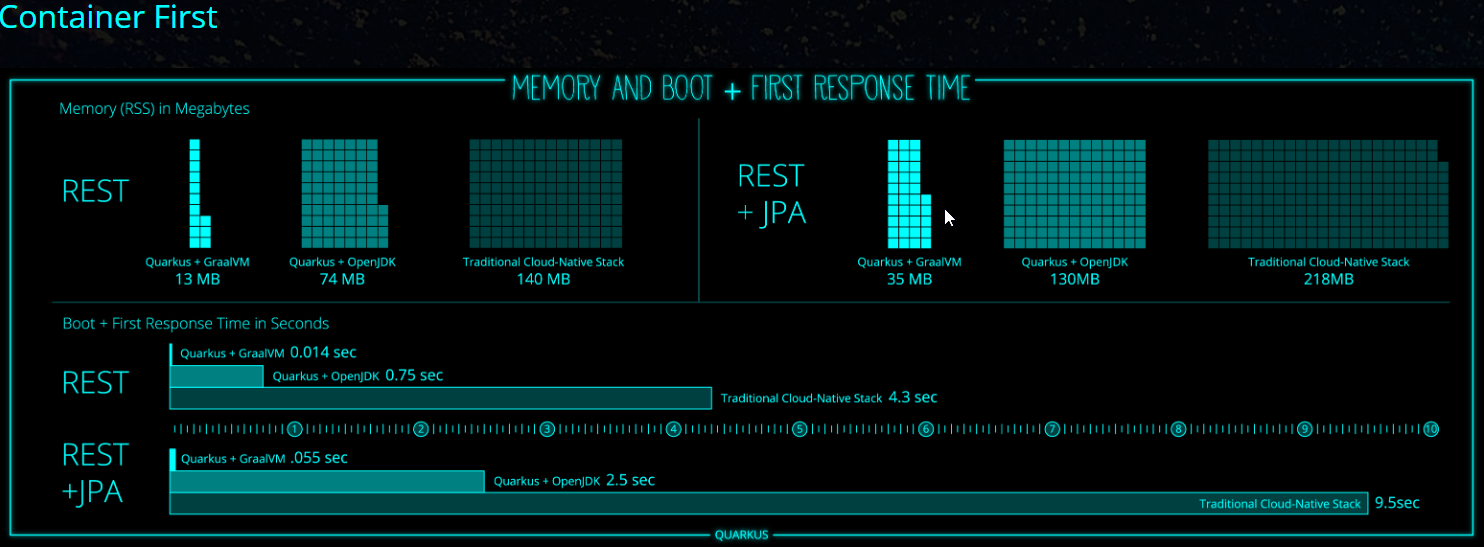 Container First
MEMORY AND BOOT + FIRST RESPONSE TIME
Memory (RSS) in Megabytes
REST
Quarkus + GraalVM
13 MB
Quarkus + OpenJDK
74 MB
Traditional Cloud-Native Stack
140 MB
REST
+ JPA
Quarkus + GraalVM
35 MB
Quarkus + OpenJDK
130MB
Traditional Cloud-Native Stack
218MB
Boot + First Response Time in Seconds
REST
Quarkus + GraalVM 0.014 sec
Quarkus + OpenJDK 0.75 sec
Traditional Cloud-Native Stack 4.3 sec
1 2 3 4 5 6 7 8 9 10
REST
+JPA
Quarkus + GraalVM .055 sec
Quarkus + OpenJDK 2.5 sec
Traditional Cloud-Native Stack 9.5sec
QUARKUS